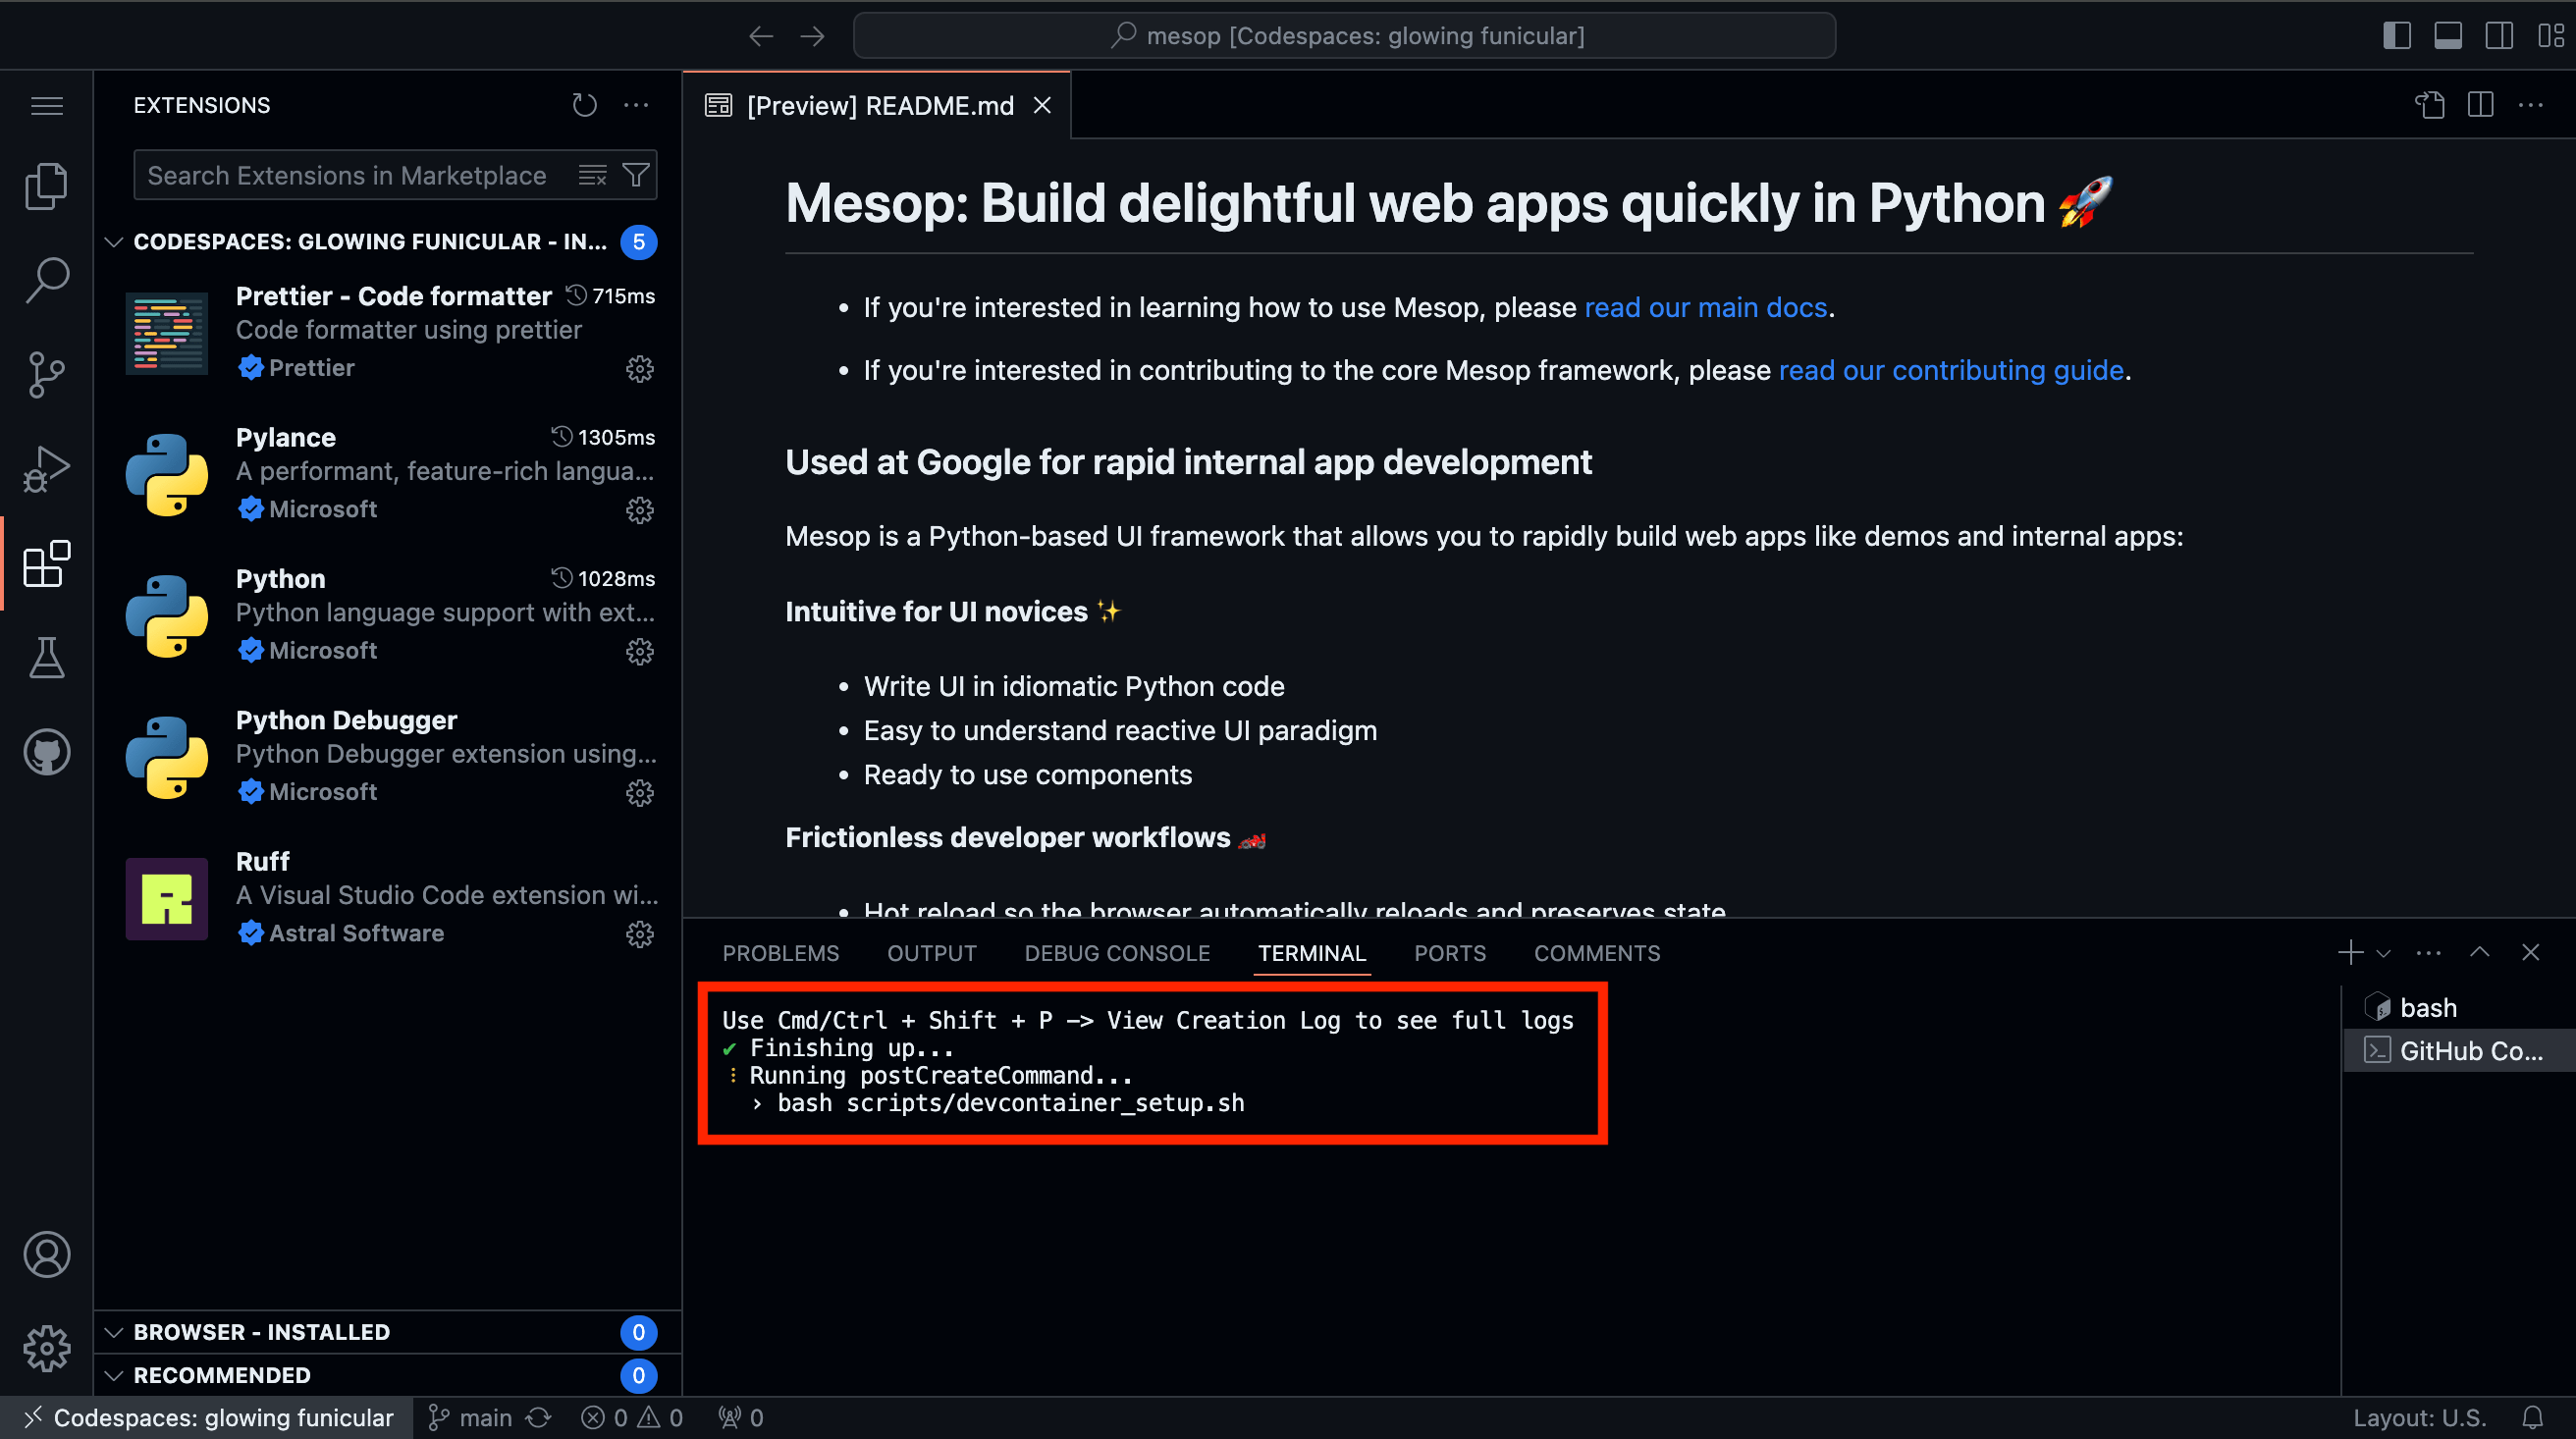 mesop [Codespaces: glowing funicular]
EXTENSIONS
Search Extensions in Marketplace
CODESPACES: GLOWING FUNICULAR - IN... 5
Prettier - Code formatter 715ms
Code formatter using prettier
Prettier
Pylance 1305ms
A performant, feature-rich langua...
Microsoft
Python 1028ms
Python language support with ext...
Microsoft
Python Debugger
Python Debugger extension using...
Microsoft
Ruff
A Visual Studio Code extension wi...
Astral Software
BROWSER - INSTALLED 0
RECOMMENDED 0
[Preview] README.md
Mesop: Build delightful web apps quickly in Python 🚀
• If you're interested in learning how to use Mesop, please read our main docs.
• If you're interested in contributing to the core Mesop framework, please read our contributing guide.
Used at Google for rapid internal app development
Mesop is a Python-based UI framework that allows you to rapidly build web apps like demos and internal apps:
Intuitive for UI novices ✨
• Write UI in idiomatic Python code
• Easy to understand reactive UI paradigm
• Ready to use components
Frictionless developer workflows 🏎️
• Hot reload so the browser automatically reloads and preserves state
PROBLEMS OUTPUT DEBUG CONSOLE TERMINAL PORTS COMMENTS
Use Cmd/Ctrl + Shift + P -> View Creation Log to see full logs
✔ Finishing up...
⋮ Running postCreateCommand...
› bash scripts/devcontainer_setup.sh
bash
GitHub Co...
Codespaces: glowing funicular main 0 0 0 Layout: U.S.